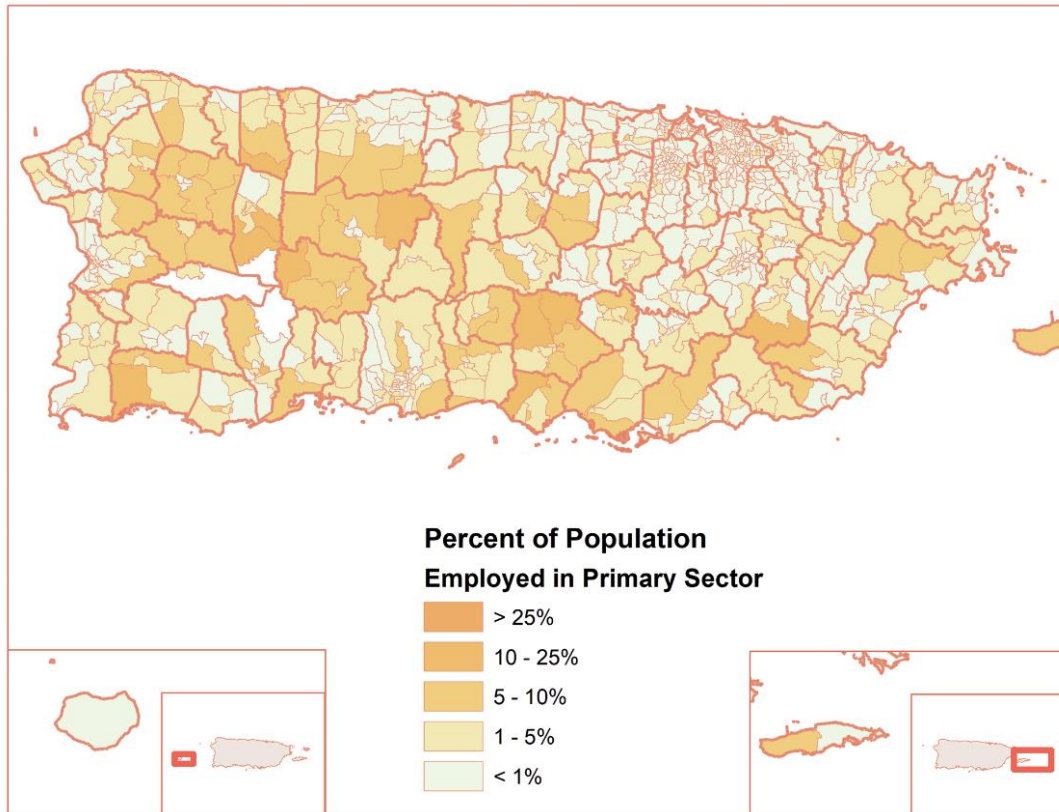 Percent of Population
Employed in Primary Sector
> 25%
10 - 25%
5 - 10%
1 - 5%
< 1%